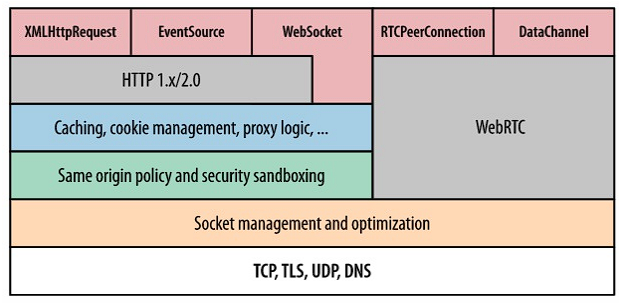 XMLHttpRequest
EventSource
WebSocket
RTCPeerConnection
DataChannel
HTTP 1.x/2.0
Caching, cookie management, proxy logic, ...
WebRTC
Same origin policy and security sandboxing
Socket management and optimization
TCP, TLS, UDP, DNS